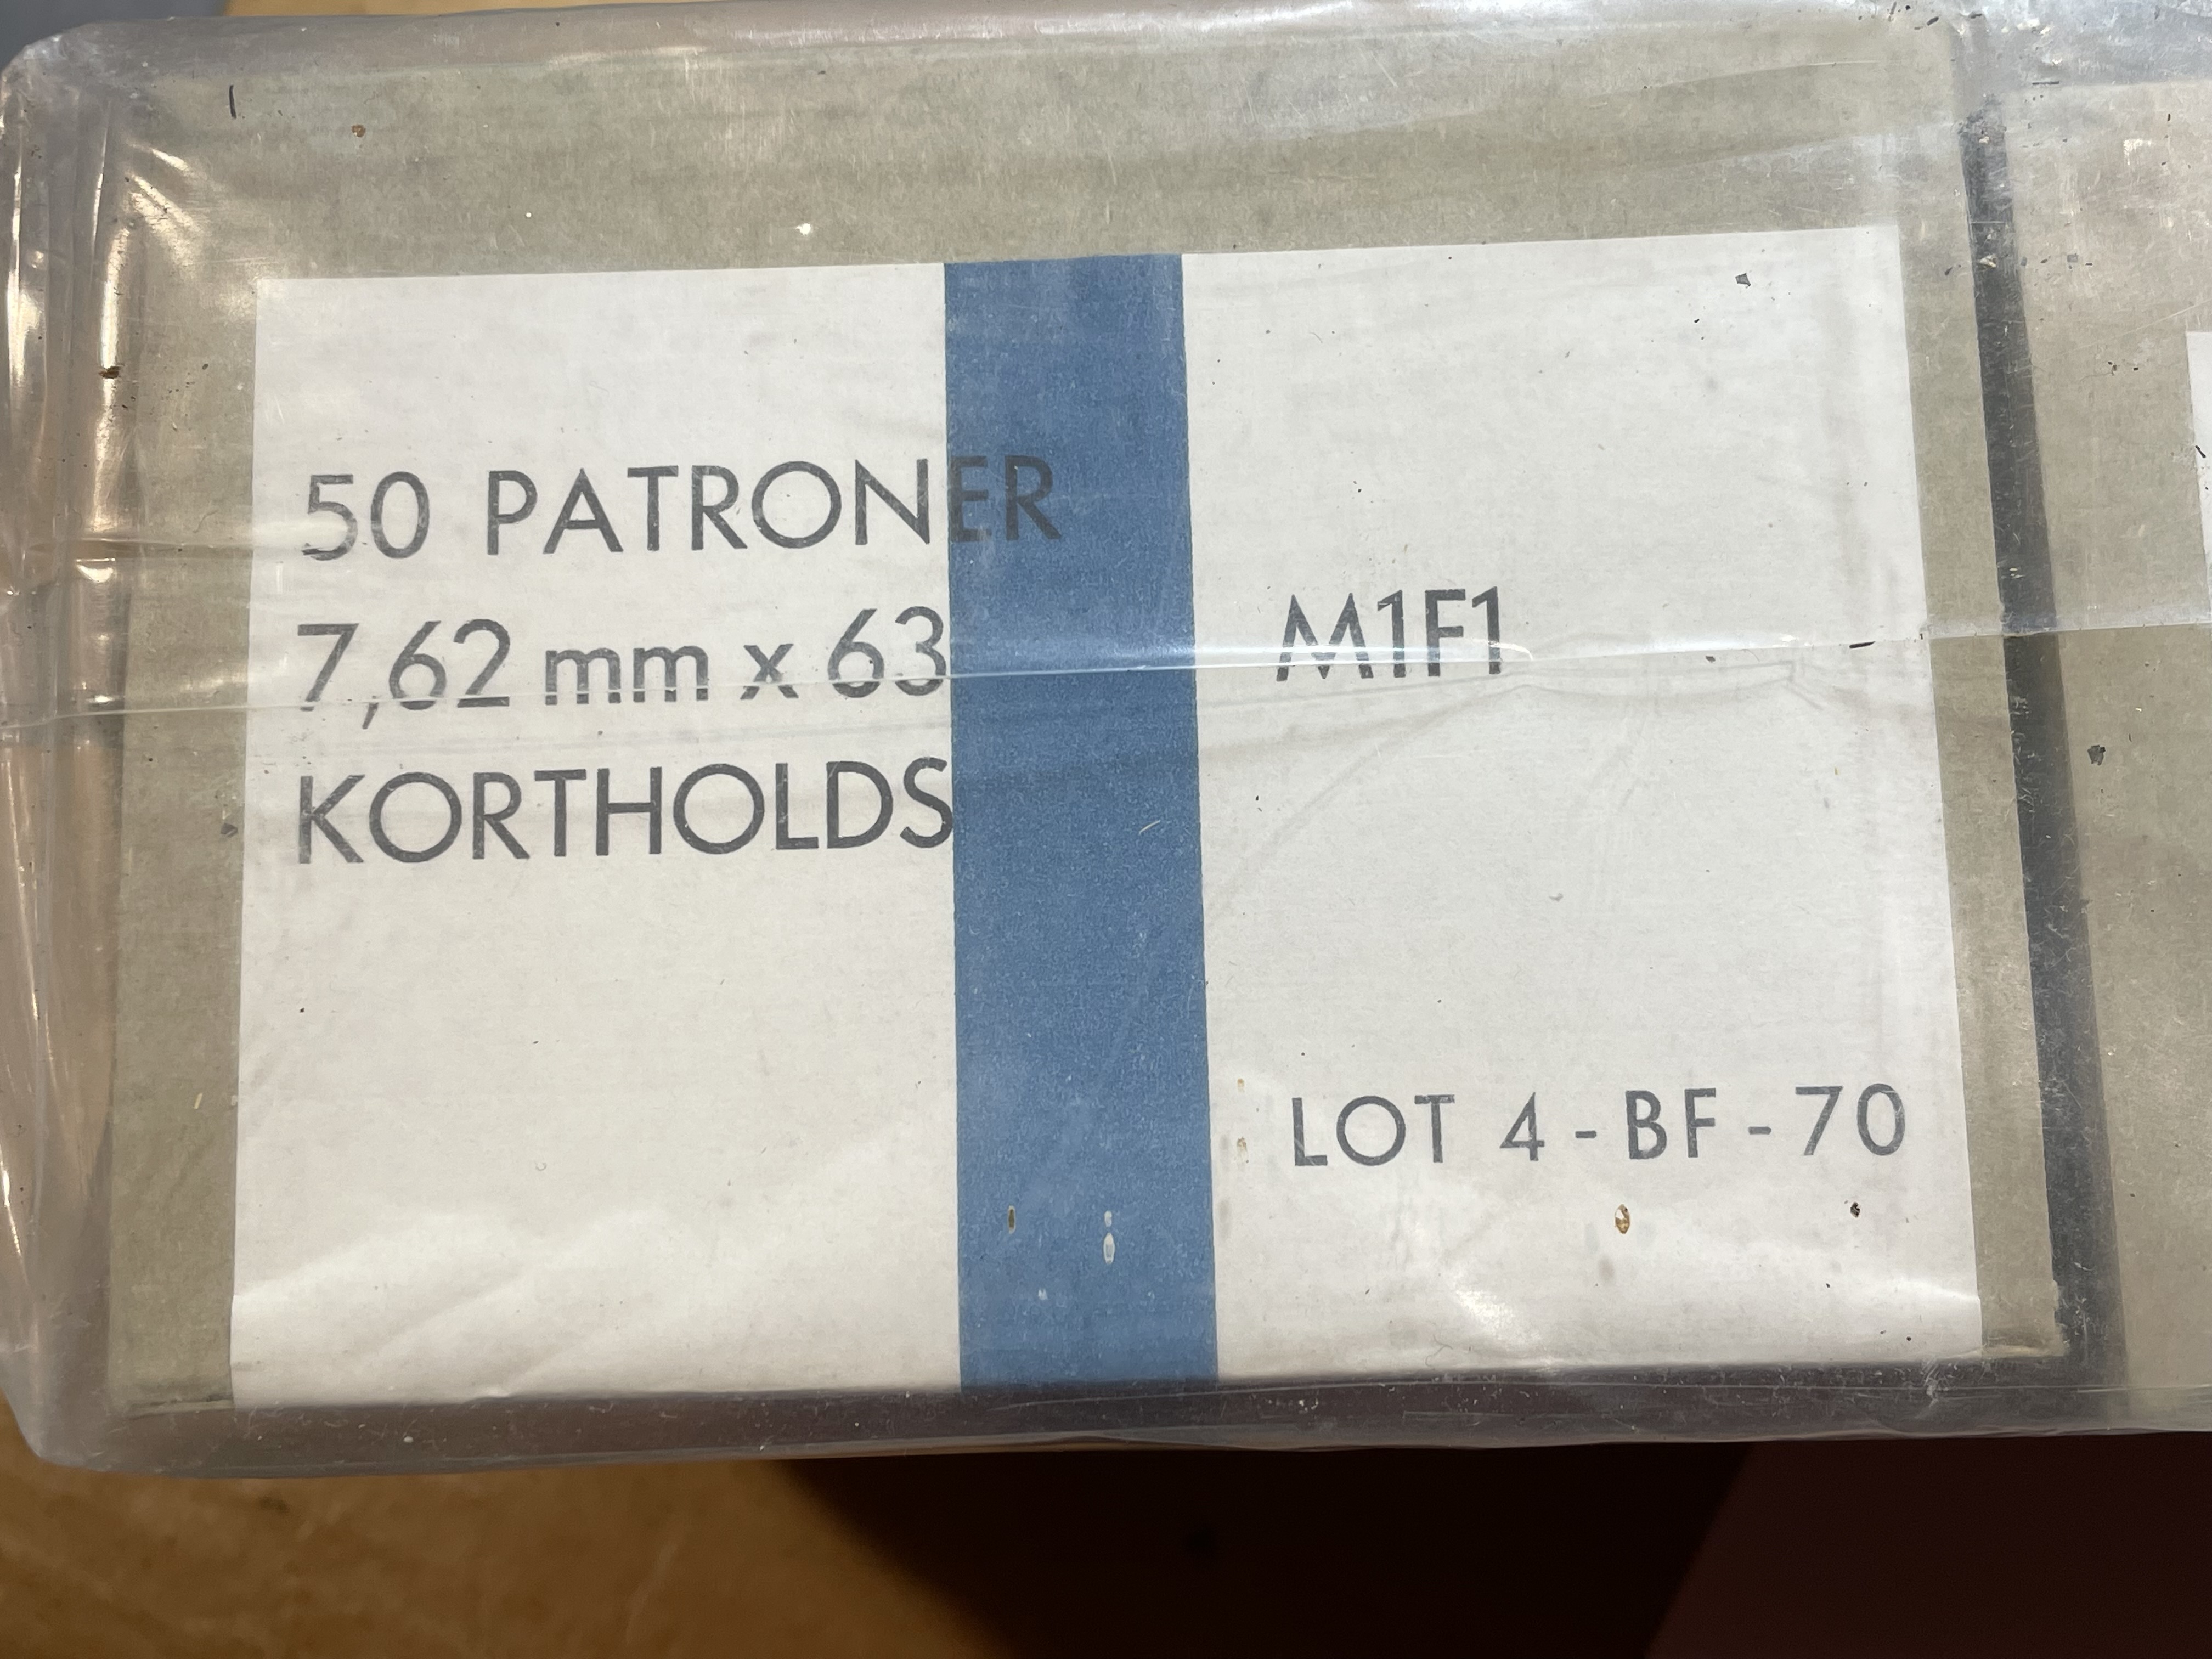 50 PATRONER
7,62 mm x 63
M1F1
KORTHOLDS
LOT 4-BF-70